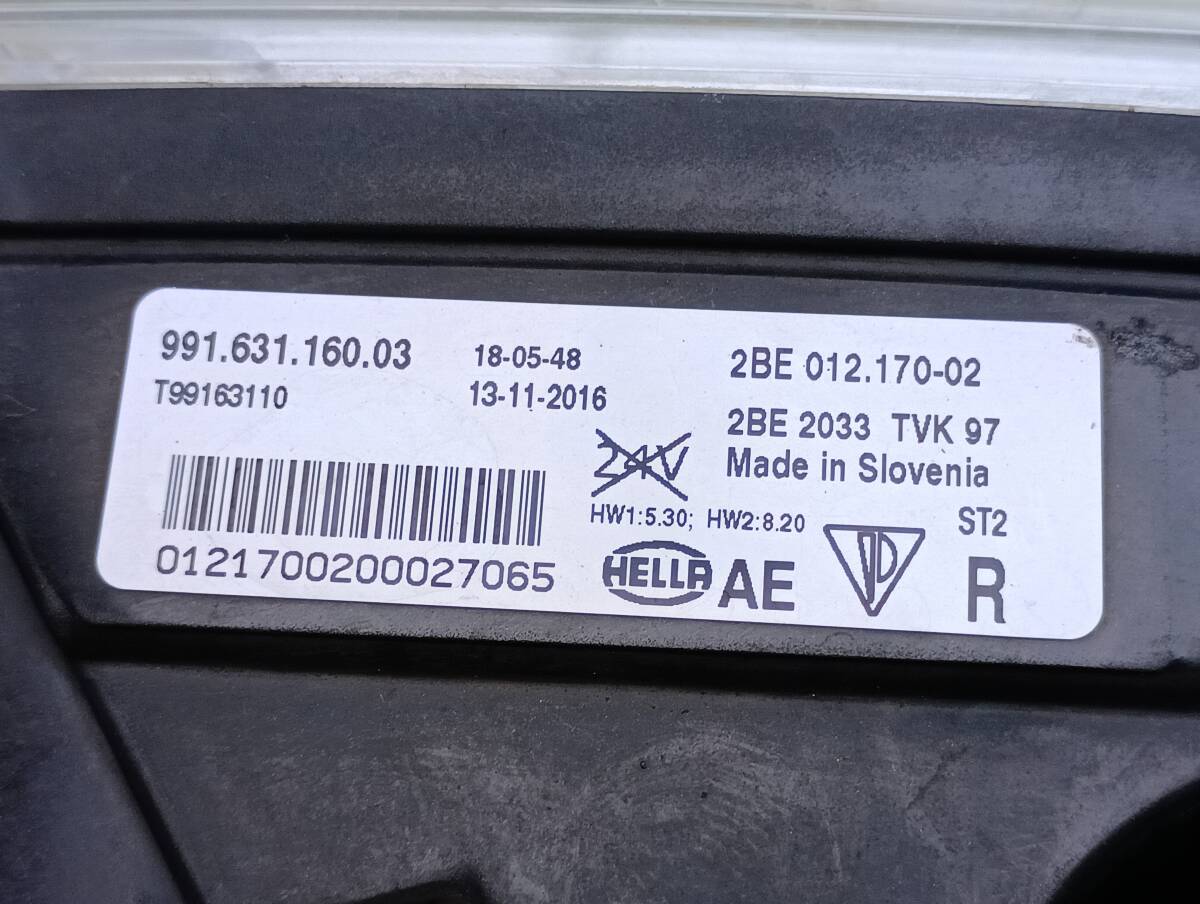 991.631.160.03
T99163110
18-05-48
13-11-2016
2BE 012.170-02
2BE 2033 TVK 97
Made in Slovenia
24V
HW1:5.30; HW2:8.20
ST2
0121700200027065
HELLA
AE
R